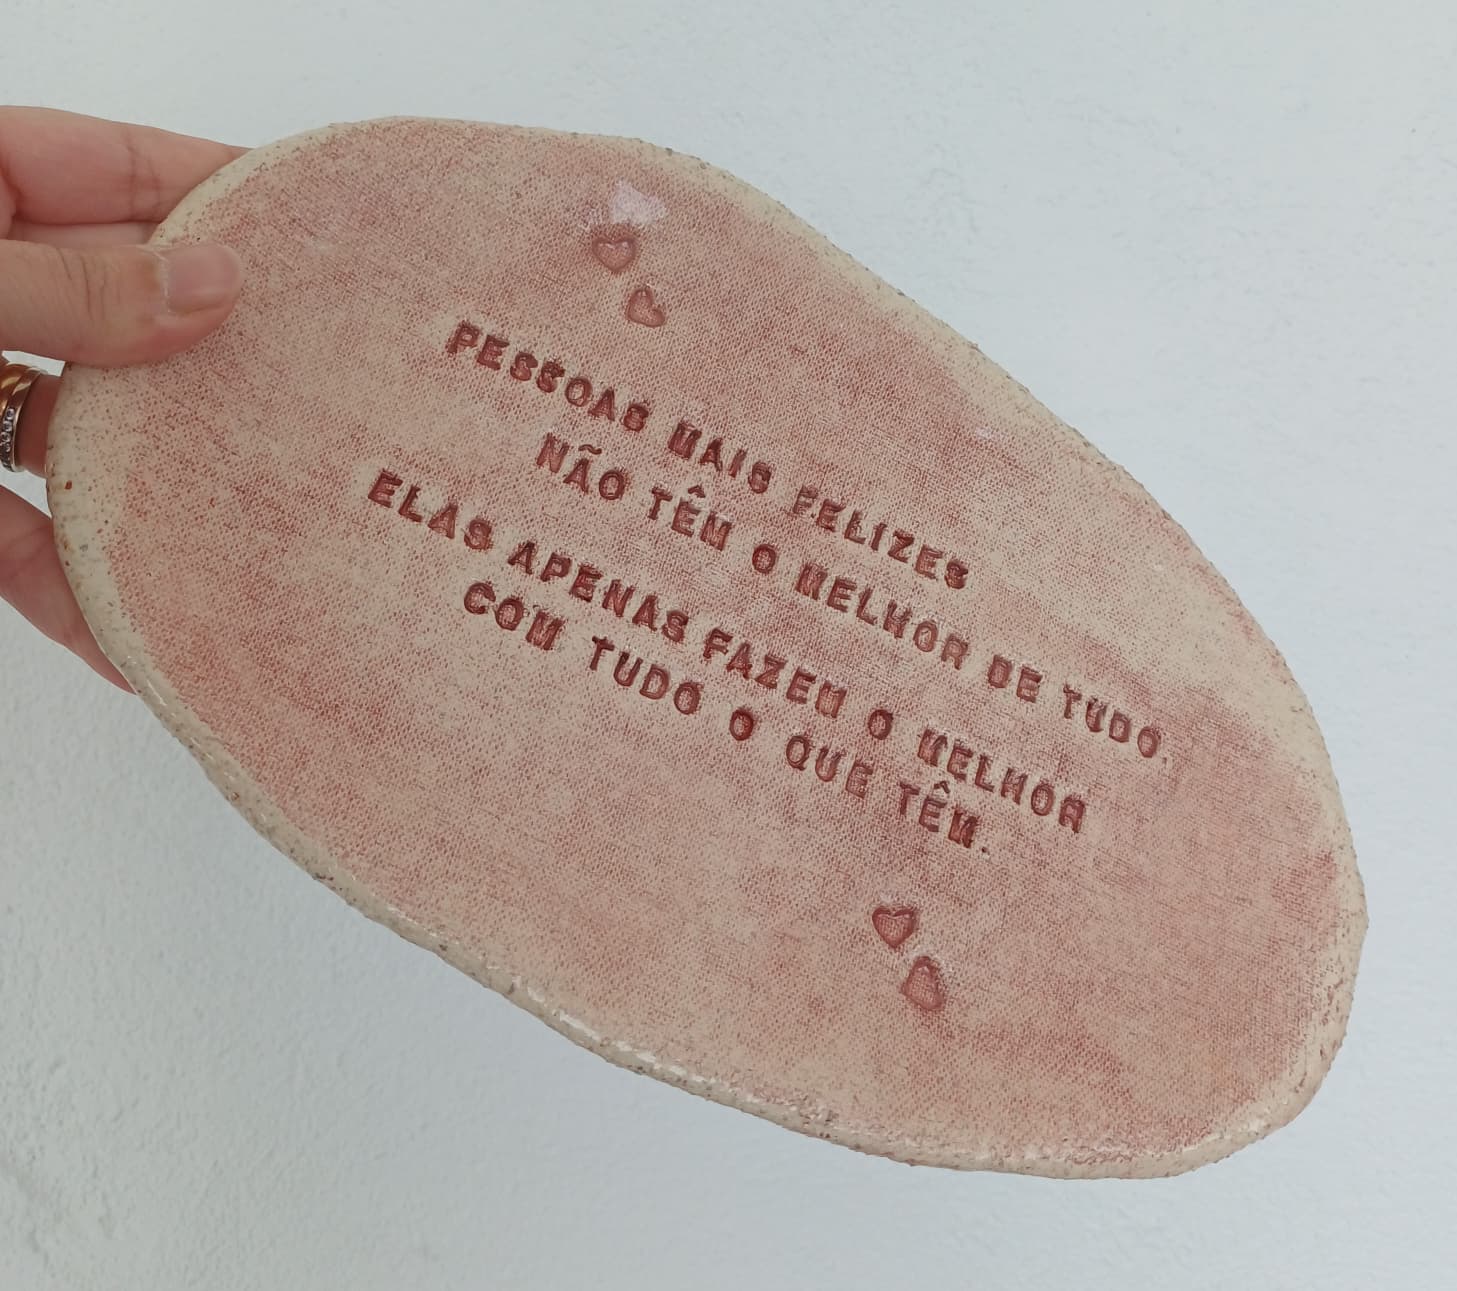 PESSOAS MAIS FELIZES
NÃO TÊM O MELHOR DE TUDO.
ELAS APENAS FAZEM O MELHOR
COM TUDO O QUE TÊM.